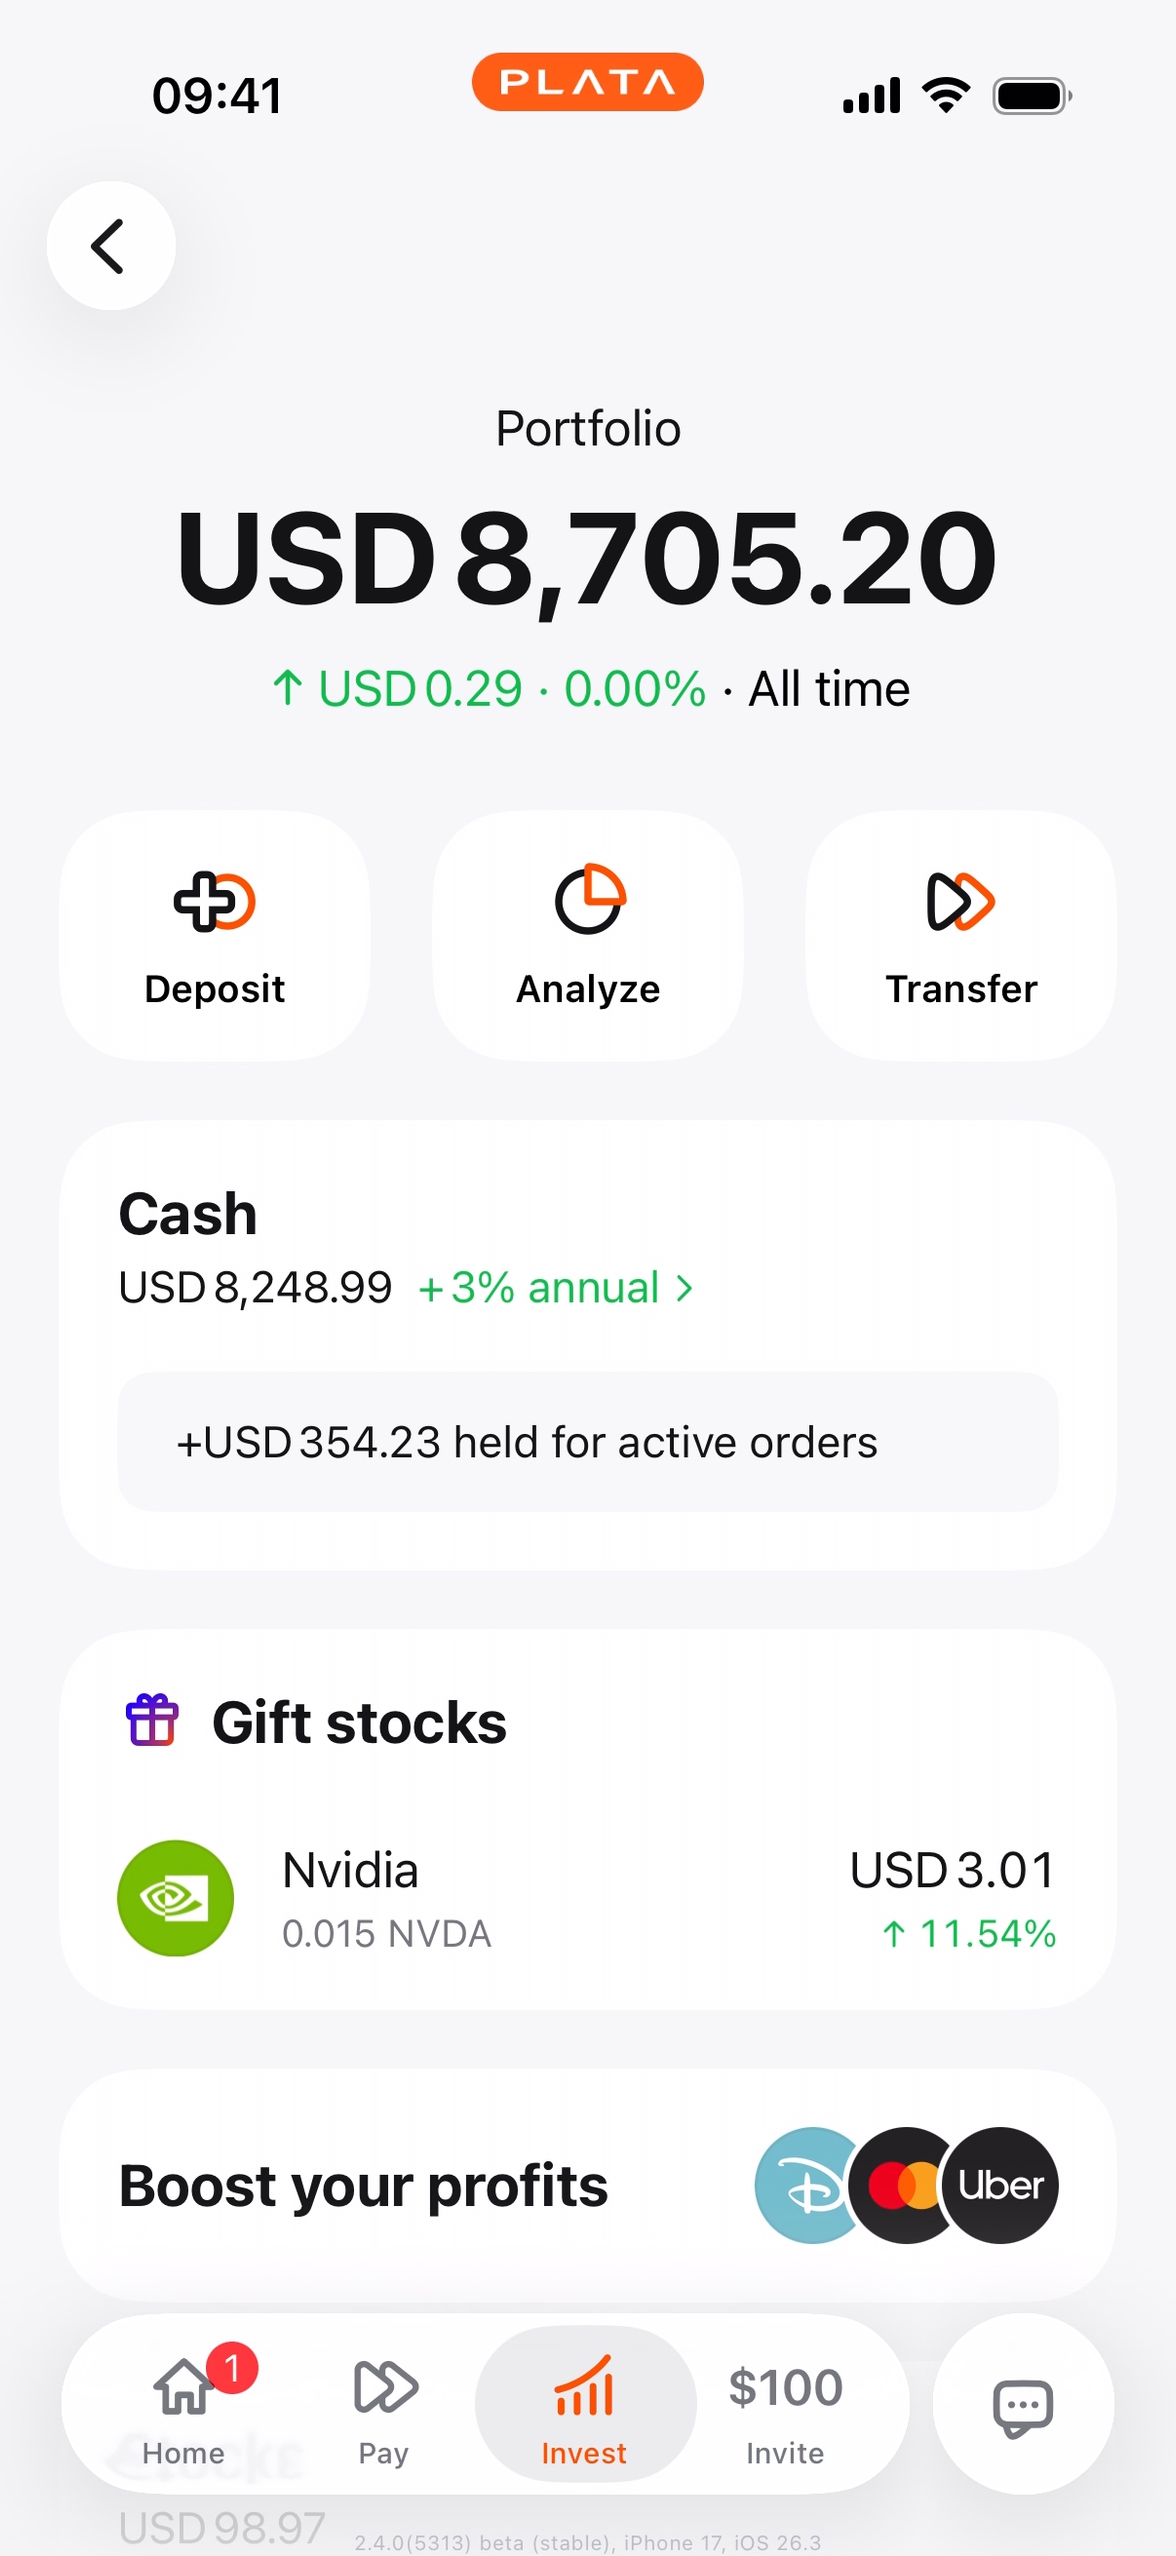 09:41
PLATA
Portfolio
USD 8,705.20
↑ USD 0.29 · 0.00% · All time
Deposit
Analyze
Transfer
Cash
USD 8,248.99 +3% annual >
+USD 354.23 held for active orders
Gift stocks
Nvidia
USD 3.01
0.015 NVDA
↑ 11.54%
Boost your profits
Uber
1
$100
Home
Pay
Invest
Invite
Stocks
USD 98.97
2.4.0(5313) beta (stable), iPhone 17, iOS 26.3